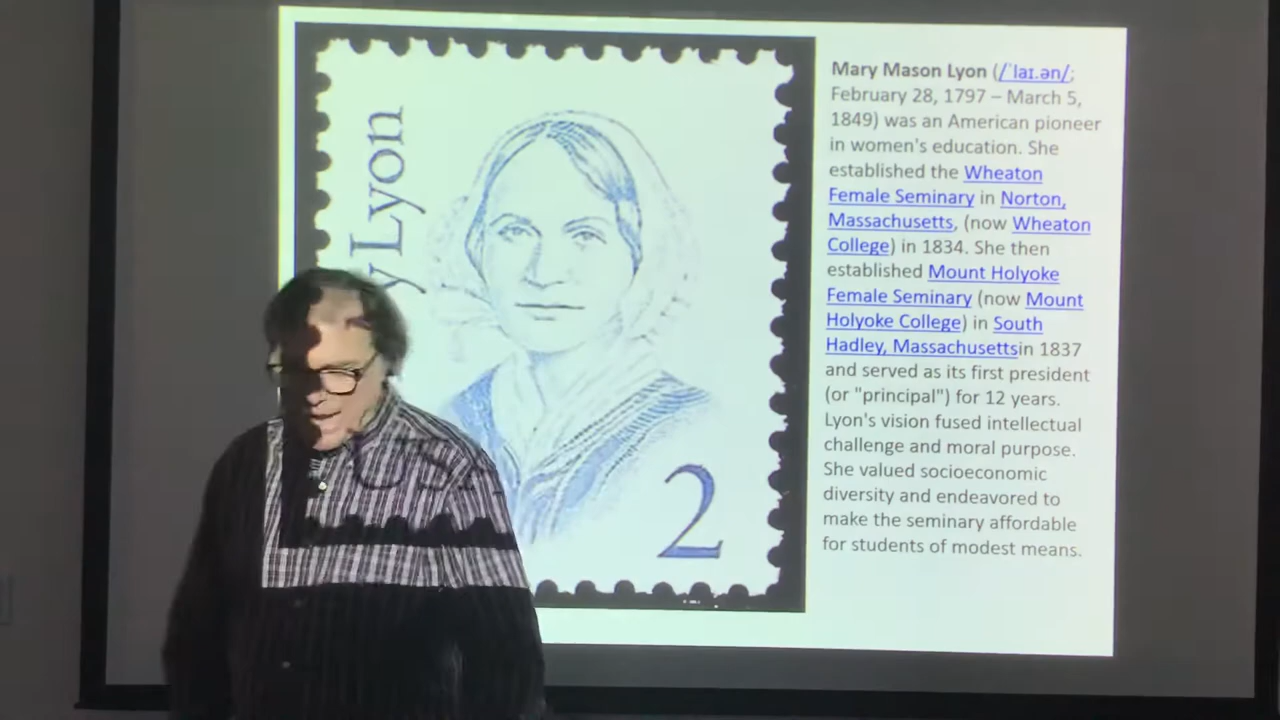 y Lyon
USA
2
Mary Mason Lyon (/ˈlaɪ.ən/;
February 28, 1797 – March 5,
1849) was an American pioneer
in women's education. She
established the Wheaton
Female Seminary in Norton,
Massachusetts, (now Wheaton
College) in 1834. She then
established Mount Holyoke
Female Seminary (now Mount
Holyoke College) in South
Hadley, Massachusettsin 1837
and served as its first president
(or "principal") for 12 years.
Lyon's vision fused intellectual
challenge and moral purpose.
She valued socioeconomic
diversity and endeavored to
make the seminary affordable
for students of modest means.